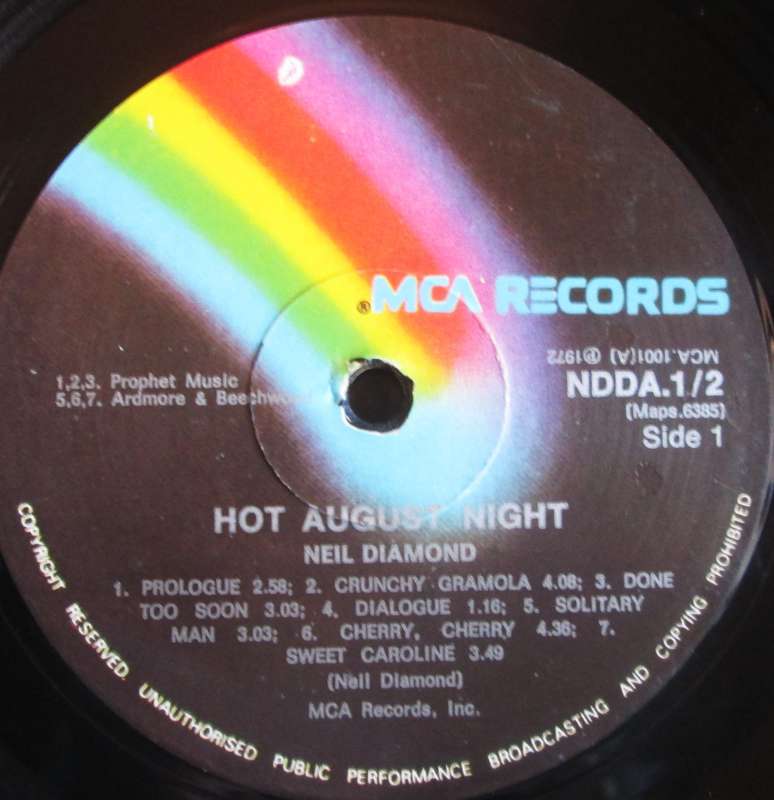 ®MCA RECORDS
MCA.1001(A) ℗1972
1,2,3. Prophet Music
5,6,7. Ardmore & Beechwood
NDDA.1/2
(Maps.6385)
Side 1
HOT AUGUST NIGHT
NEIL DIAMOND
1. PROLOGUE 2.58; 2. CRUNCHY GRAMOLA 4.08; 3. DONE
TOO SOON 3.03; 4. DIALOGUE 1.16; 5. SOLITARY
MAN 3.03; 6. CHERRY, CHERRY 4.36; 7.
SWEET CAROLINE 3.49
(Neil Diamond)
MCA Records, Inc.
COPYRIGHT RESERVED. UNAUTHORISED PUBLIC PERFORMANCE BROADCASTING AND COPYING PROHIBITED